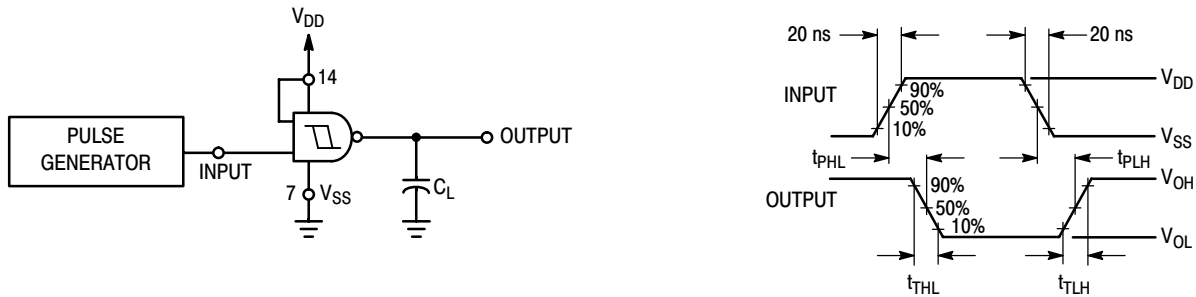 V_DD
14
PULSE
GENERATOR
INPUT
7 V_SS
C_L
OUTPUT
20 ns
20 ns
INPUT
90%
50%
10%
V_DD
V_SS
t_PHL
t_PLH
OUTPUT
90%
50%
10%
V_OH
V_OL
t_THL
t_TLH